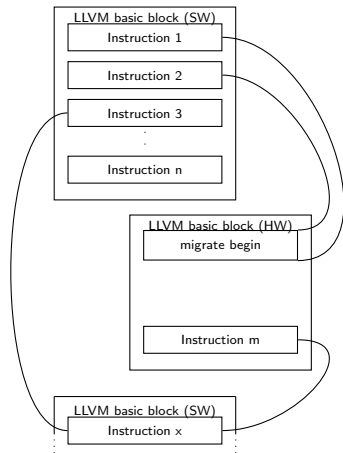 LLVM basic block (SW)
Instruction 1
Instruction 2
Instruction 3
Instruction n
LLVM basic block (HW)
migrate begin
Instruction m
LLVM basic block (SW)
Instruction x